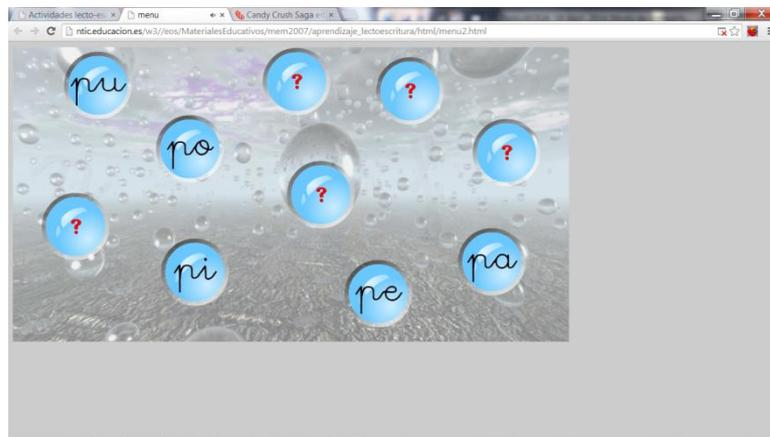 Actividades lecto-es
menu
Candy Crush Saga en
ntic.educacion.es/w3//eos/MaterialesEducativos/mem2007/aprendizaje_lectoescritura/html/menu2.html
pu
?
?
po
?
?
?
pi
pe
pa